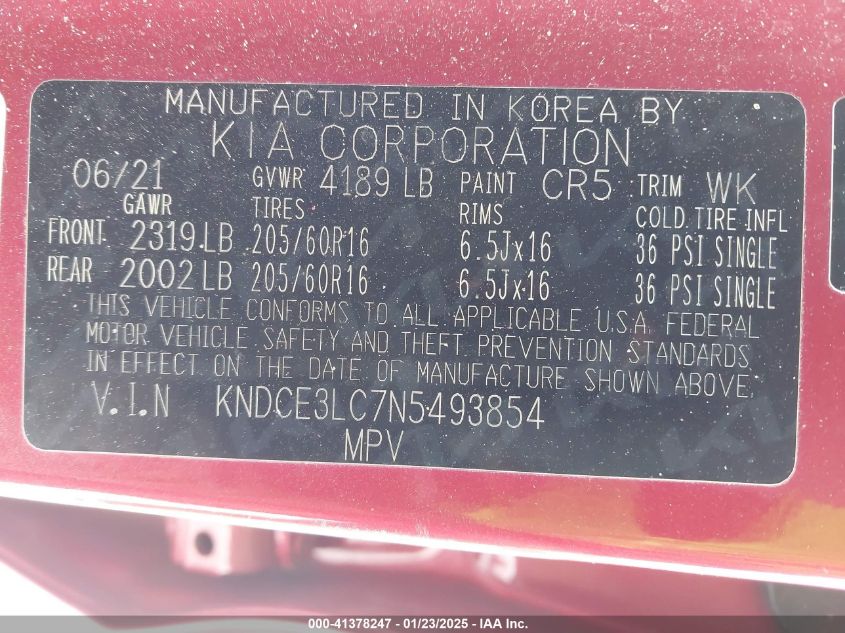 MANUFACTURED IN KOREA BY
KIA CORPORATION
06/21 GVWR 4189 LB PAINT CR5 TRIM WK
GAWR TIRES RIMS COLD TIRE INFL
FRONT 2319 LB 205/60R16 6.5Jx16 36 PSI SINGLE
REAR 2002 LB 205/60R16 6.5Jx16 36 PSI SINGLE
THIS VEHICLE CONFORMS TO ALL APPLICABLE U.S.A. FEDERAL
MOTOR VEHICLE SAFETY AND THEFT PREVENTION STANDARDS
IN EFFECT ON THE DATE OF MANUFACTURE SHOWN ABOVE.
V.I.N KNDCE3LC7N5493854
MPV
000-41378247 - 01/23/2025 - IAA Inc.